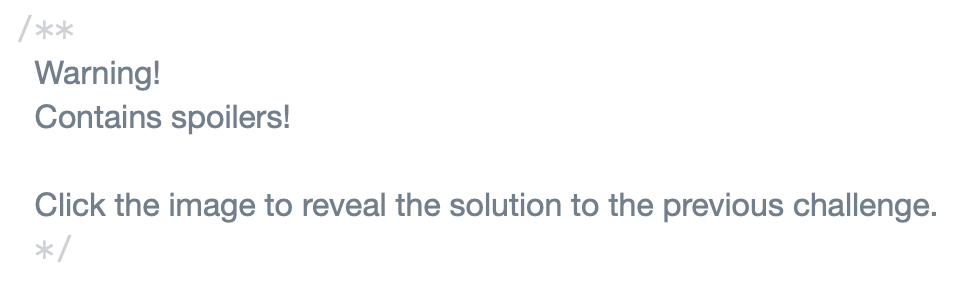 /**
Warning!
Contains spoilers!
Click the image to reveal the solution to the previous challenge.
*/